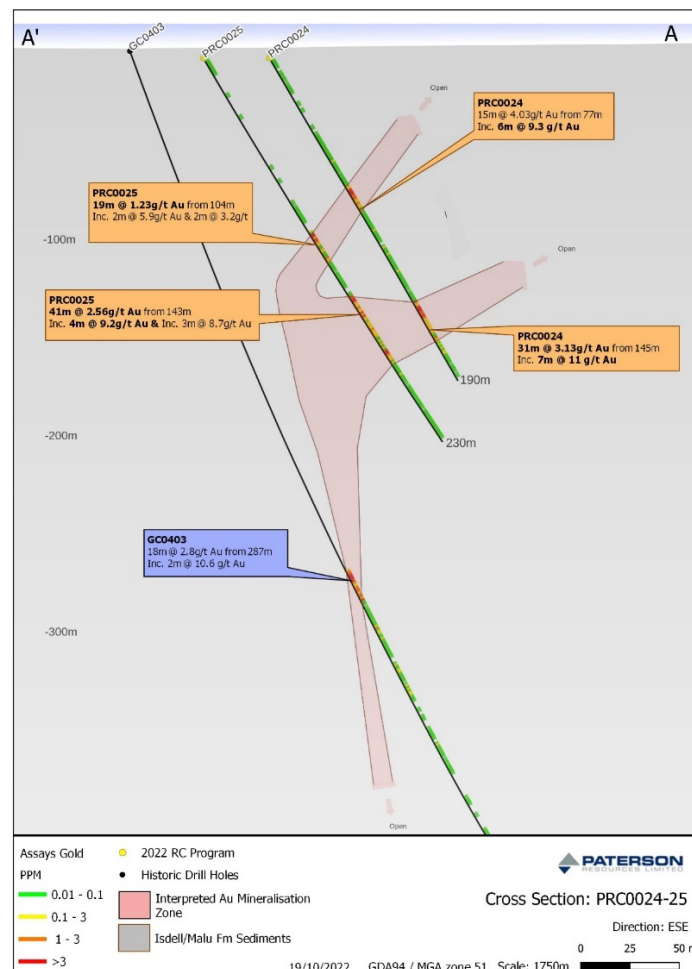 A'
GC0403
PRC0025
PRC0024
A
Open
PRC0024
15m @ 4.03g/t Au from 77m
Inc. 6m @ 9.3 g/t Au
PRC0025
19m @ 1.23g/t Au from 104m
Inc. 2m @ 5.9g/t Au & 2m @ 3.2g/t
-100m
Open
PRC0025
41m @ 2.56g/t Au from 143m
Inc. 4m @ 9.2g/t Au & Inc. 3m @ 8.7g/t Au
PRC0024
31m @ 3.13g/t Au from 145m
Inc. 7m @ 11 g/t Au
190m
-200m
230m
GC0403
18m @ 2.8g/t Au from 287m
Inc. 2m @ 10.6 g/t Au
-300m
Open
Assays Gold
PPM
0.01 - 0.1
0.1 - 3
1 - 3
>3
2022 RC Program
Historic Drill Holes
Interpreted Au Mineralisation
Zone
Isdell/Malu Fm Sediments
PATERSON
RESOURCES LIMITED
Cross Section: PRC0024-25
Direction: ESE
0 25 50 m
19/10/2022 GDA94 / MGA zone 51 Scale: 1750m